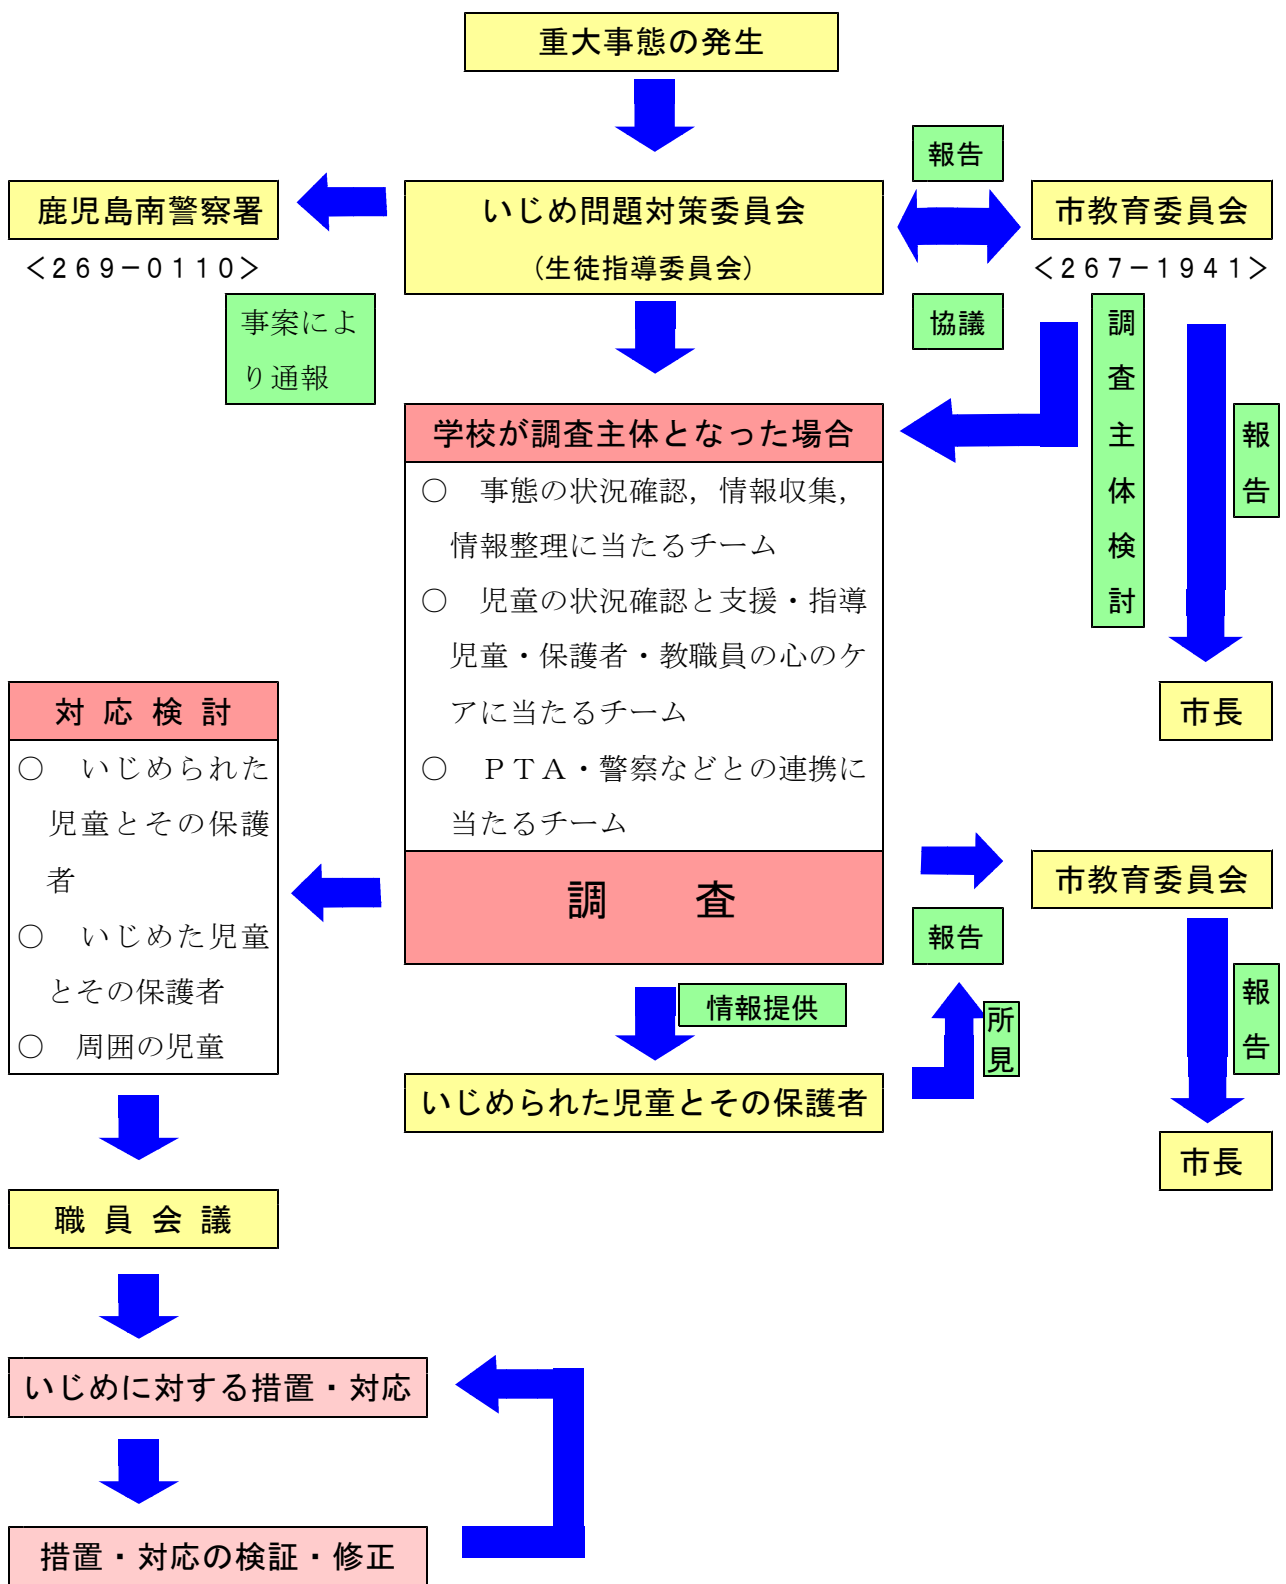 重大事態の発生
報告
鹿児島南警察署
いじめ問題対策委員会
市教育委員会
<269-0110>
(生徒指導委員会)
<267-1941>
事案によ
り通報
協議
調査主体検討
報告
学校が調査主体となった場合
○ 事態の状況確認，情報収集，
情報整理に当たるチーム
○ 児童の状況確認と支援・指導
児童・保護者・教職員の心のケ
アに当たるチーム
○ ＰＴＡ・警察などとの連携に
当たるチーム
市長
対応検討
○ いじめられた
児童とその保護
者
○ いじめた児童
とその保護者
○ 周囲の児童
調 査
市教育委員会
報告
報告
情報提供
所見
いじめられた児童とその保護者
市長
職員会議
いじめに対する措置・対応
措置・対応の検証・修正